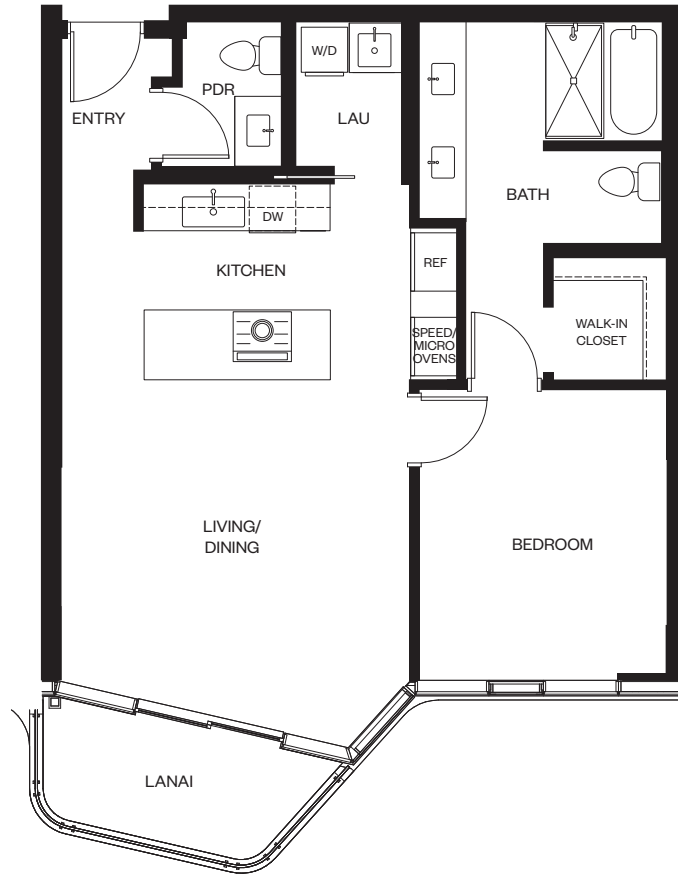 W/D
PDR
ENTRY
LAU
BATH
DW
KITCHEN
REF
SPEED/
MICRO
OVENS
WALK-IN
CLOSET
LIVING/
DINING
BEDROOM
LANAI